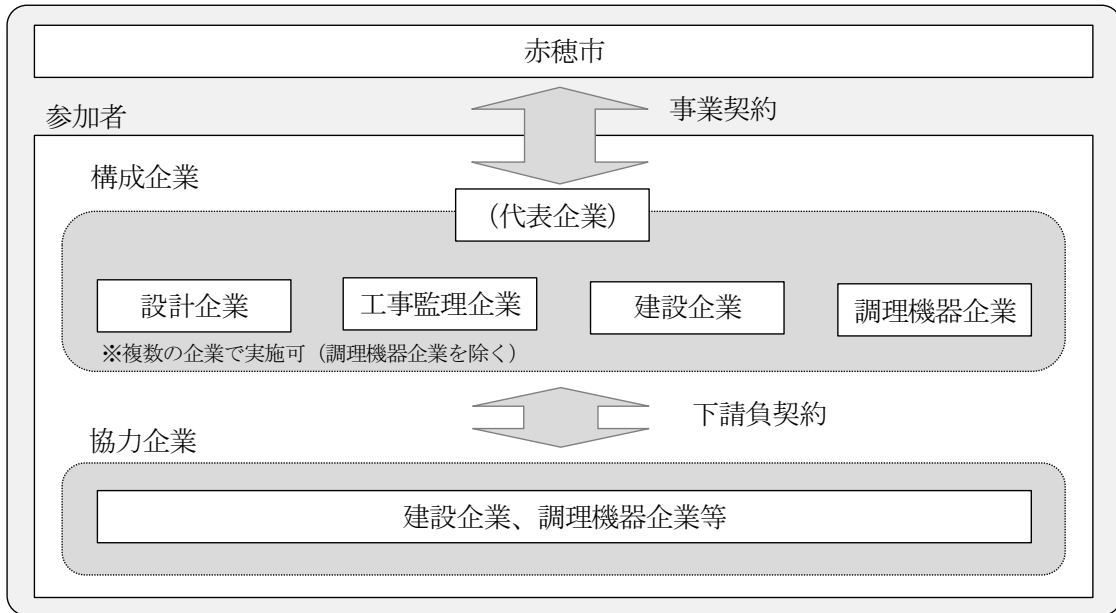 赤穂市
参加者
事業契約
構成企業
（代表企業）
設計企業
工事監理企業
建設企業
調理機器企業
※複数の企業で実施可（調理機器企業を除く）
下請負契約
協力企業
建設企業、調理機器企業等